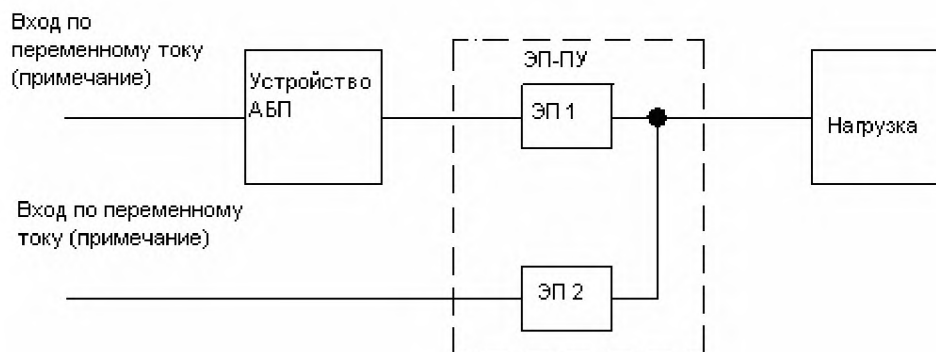 Вход по
переменному току
(примечание)
Устройство
АБП
ЭП-ПУ
ЭП 1
Нагрузка
Вход по переменному
току (примечание)
ЭП 2